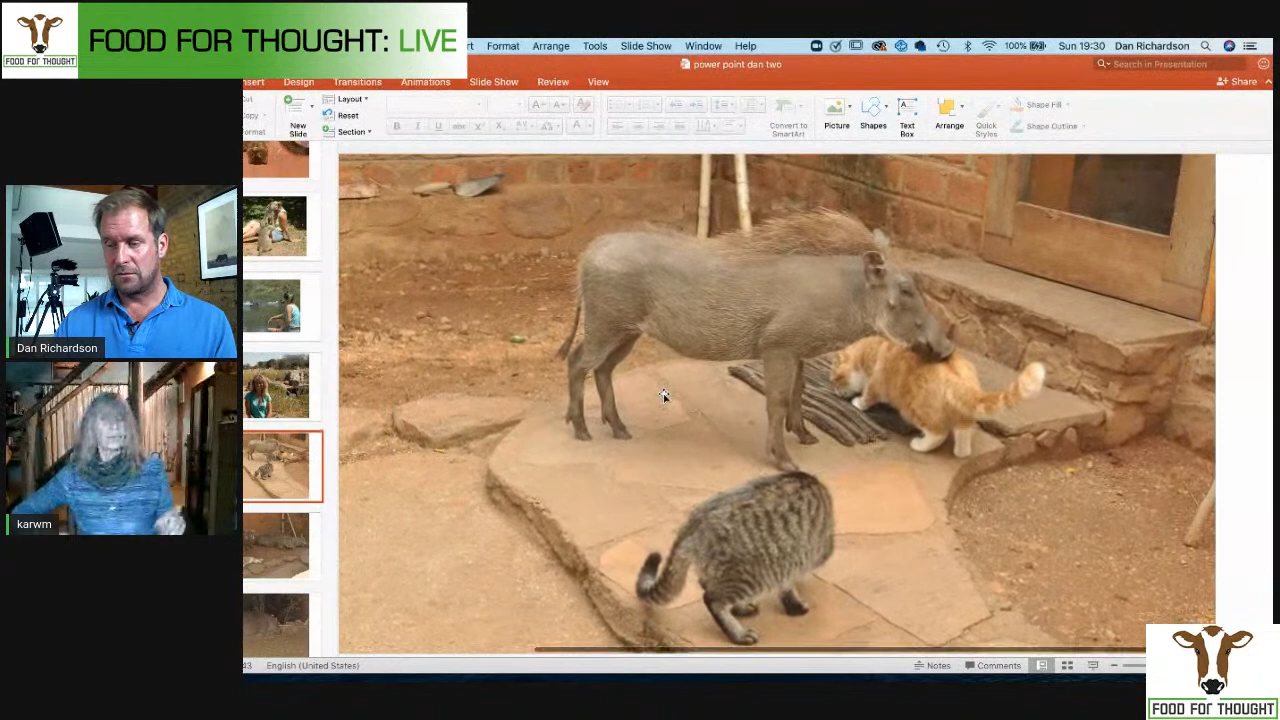 FOOD FOR THOUGHT
FOOD FOR THOUGHT: LIVE
Format Arrange Tools Slide Show Window Help
100%
Sun 19:30 Dan Richardson
power point dan two
Search in Presentation
Design Transitions Animations Slide Show Review View
Share
New Slide
Layout
Reset
Section
Convert to SmartArt
Picture
Shapes
Text Box
Arrange
Quick Styles
Shape Fill
Shape Outline
Dan Richardson
karwm
43 English (United States)
Notes Comments
FOOD FOR THOUGHT